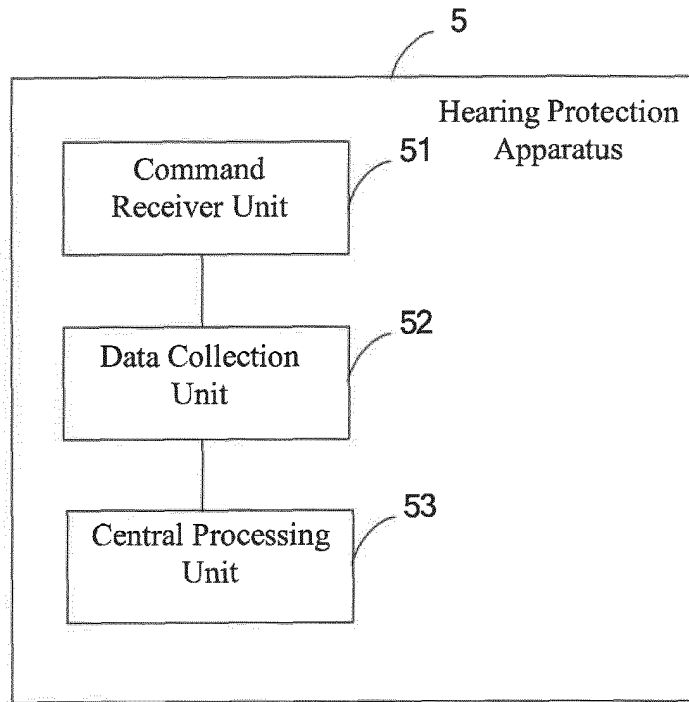 5
Hearing Protection
Apparatus
Command
Receiver Unit
51
Data Collection
Unit
52
Central Processing
Unit
53